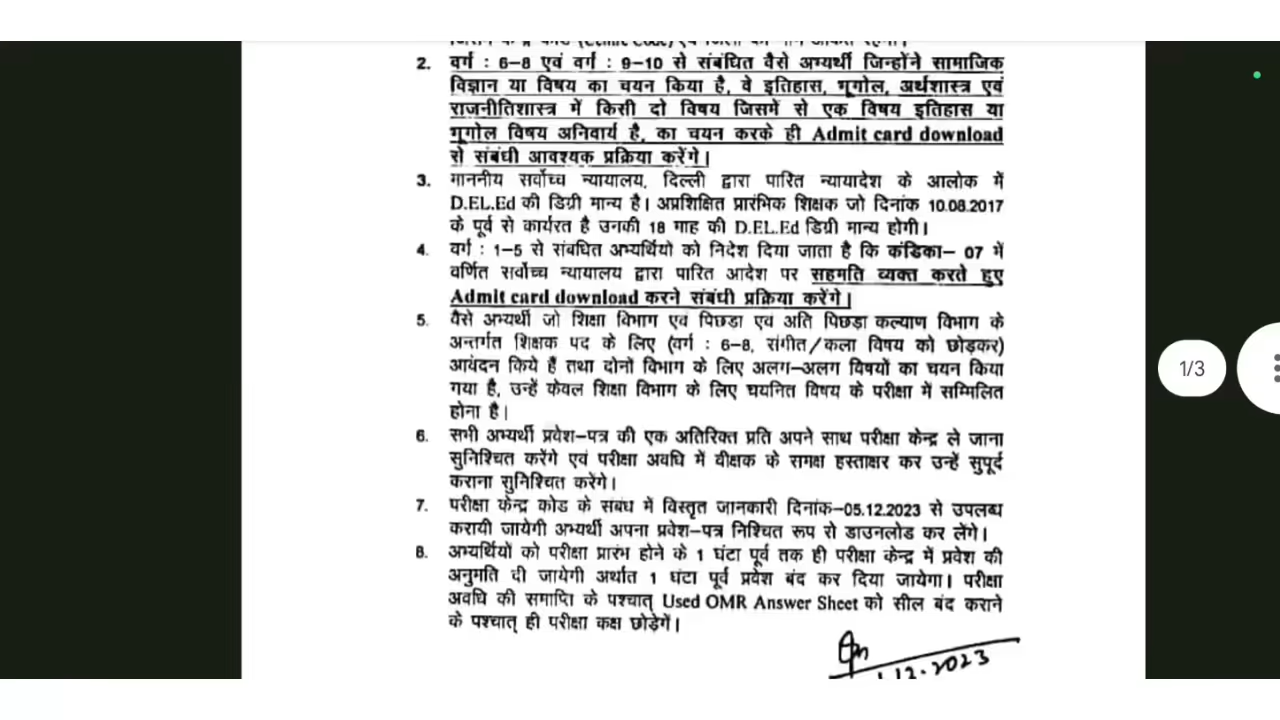 2. वर्ग : 6–8 एवं वर्ग : 9–10 से संबंधित वैसे अभ्यर्थी जिन्होंने सामाजिक
विज्ञान या विषय का चयन किया है, वे इतिहास, भूगोल, अर्थशास्त्र एवं
राजनीतिशास्त्र में किसी दो विषय जिसमें से एक विषय इतिहास या
भूगोल विषय अनिवार्य है, का चयन करके ही Admit card download
से संबंधी आवश्यक प्रक्रिया करेंगे।
3. माननीय सर्वोच्च न्यायालय, दिल्ली द्वारा पारित न्यायादेश के आलोक में
D.EL.Ed की डिग्री मान्य है। अप्रशिक्षित प्रारंभिक शिक्षक जो दिनांक 10.08.2017
के पूर्व से कार्यरत है उनकी 18 माह की D.EL.Ed डिग्री मान्य होगी।
4. वर्ग : 1–5 से संबंधित अभ्यर्थियो को निदेश दिया जाता है कि कंडिका– 07 में
वर्णित सर्वोच्च न्यायालय द्वारा पारित आदेश पर सहमति व्यक्त करते हुए
Admit card download करने संबंधी प्रक्रिया करेंगे।
5. वैसे अभ्यर्थी जो शिक्षा विभाग एवं पिछड़ा एव अति पिछड़ा कल्याण विभाग के
अन्तर्गत शिक्षक पद के लिए (वर्ग : 6–8, संगीत/कला विषय को छोड़कर)
आवंदन किये हैं तथा दोनों विभाग के लिए अलग–अलग विषयों का चयन किया
गया है, उन्हें केवल शिक्षा विभाग के लिए चयनित विषय के परीक्षा में सम्मिलित
होना है।
6. सभी अभ्यर्थी प्रवेश–पत्र की एक अतिरिक्त प्रति अपने साथ परीक्षा केन्द्र ले जाना
सुनिश्चित करेंगे एवं परीक्षा अवधि में वीक्षक के समक्ष हस्ताक्षर कर उन्हें सुपूर्द
कराना सुनिश्चित करेंगे।
7. परीक्षा केन्द्र कोड के संबंध में विस्तृत जानकारी दिनांक–05.12.2023 से उपलब्ध
करायी जायेगी अभ्यर्थी अपना प्रवेश–पत्र निश्चित रूप से डाउनलोड कर लेंगे।
8. अभ्यर्थियों को परीक्षा प्रारंभ होने के 1 घंटा पूर्व तक ही परीक्षा केन्द्र में प्रवेश की
अनुमति दी जायेगी अर्थात 1 घंटा पूर्व प्रवेश बंद कर दिया जायेगा। परीक्षा
अवधि की समाप्ति के पश्चात् Used OMR Answer Sheet को सील बंद कराने
के पश्चात् ही परीक्षा कक्ष छोड़ेगें।
12.2023
1/3